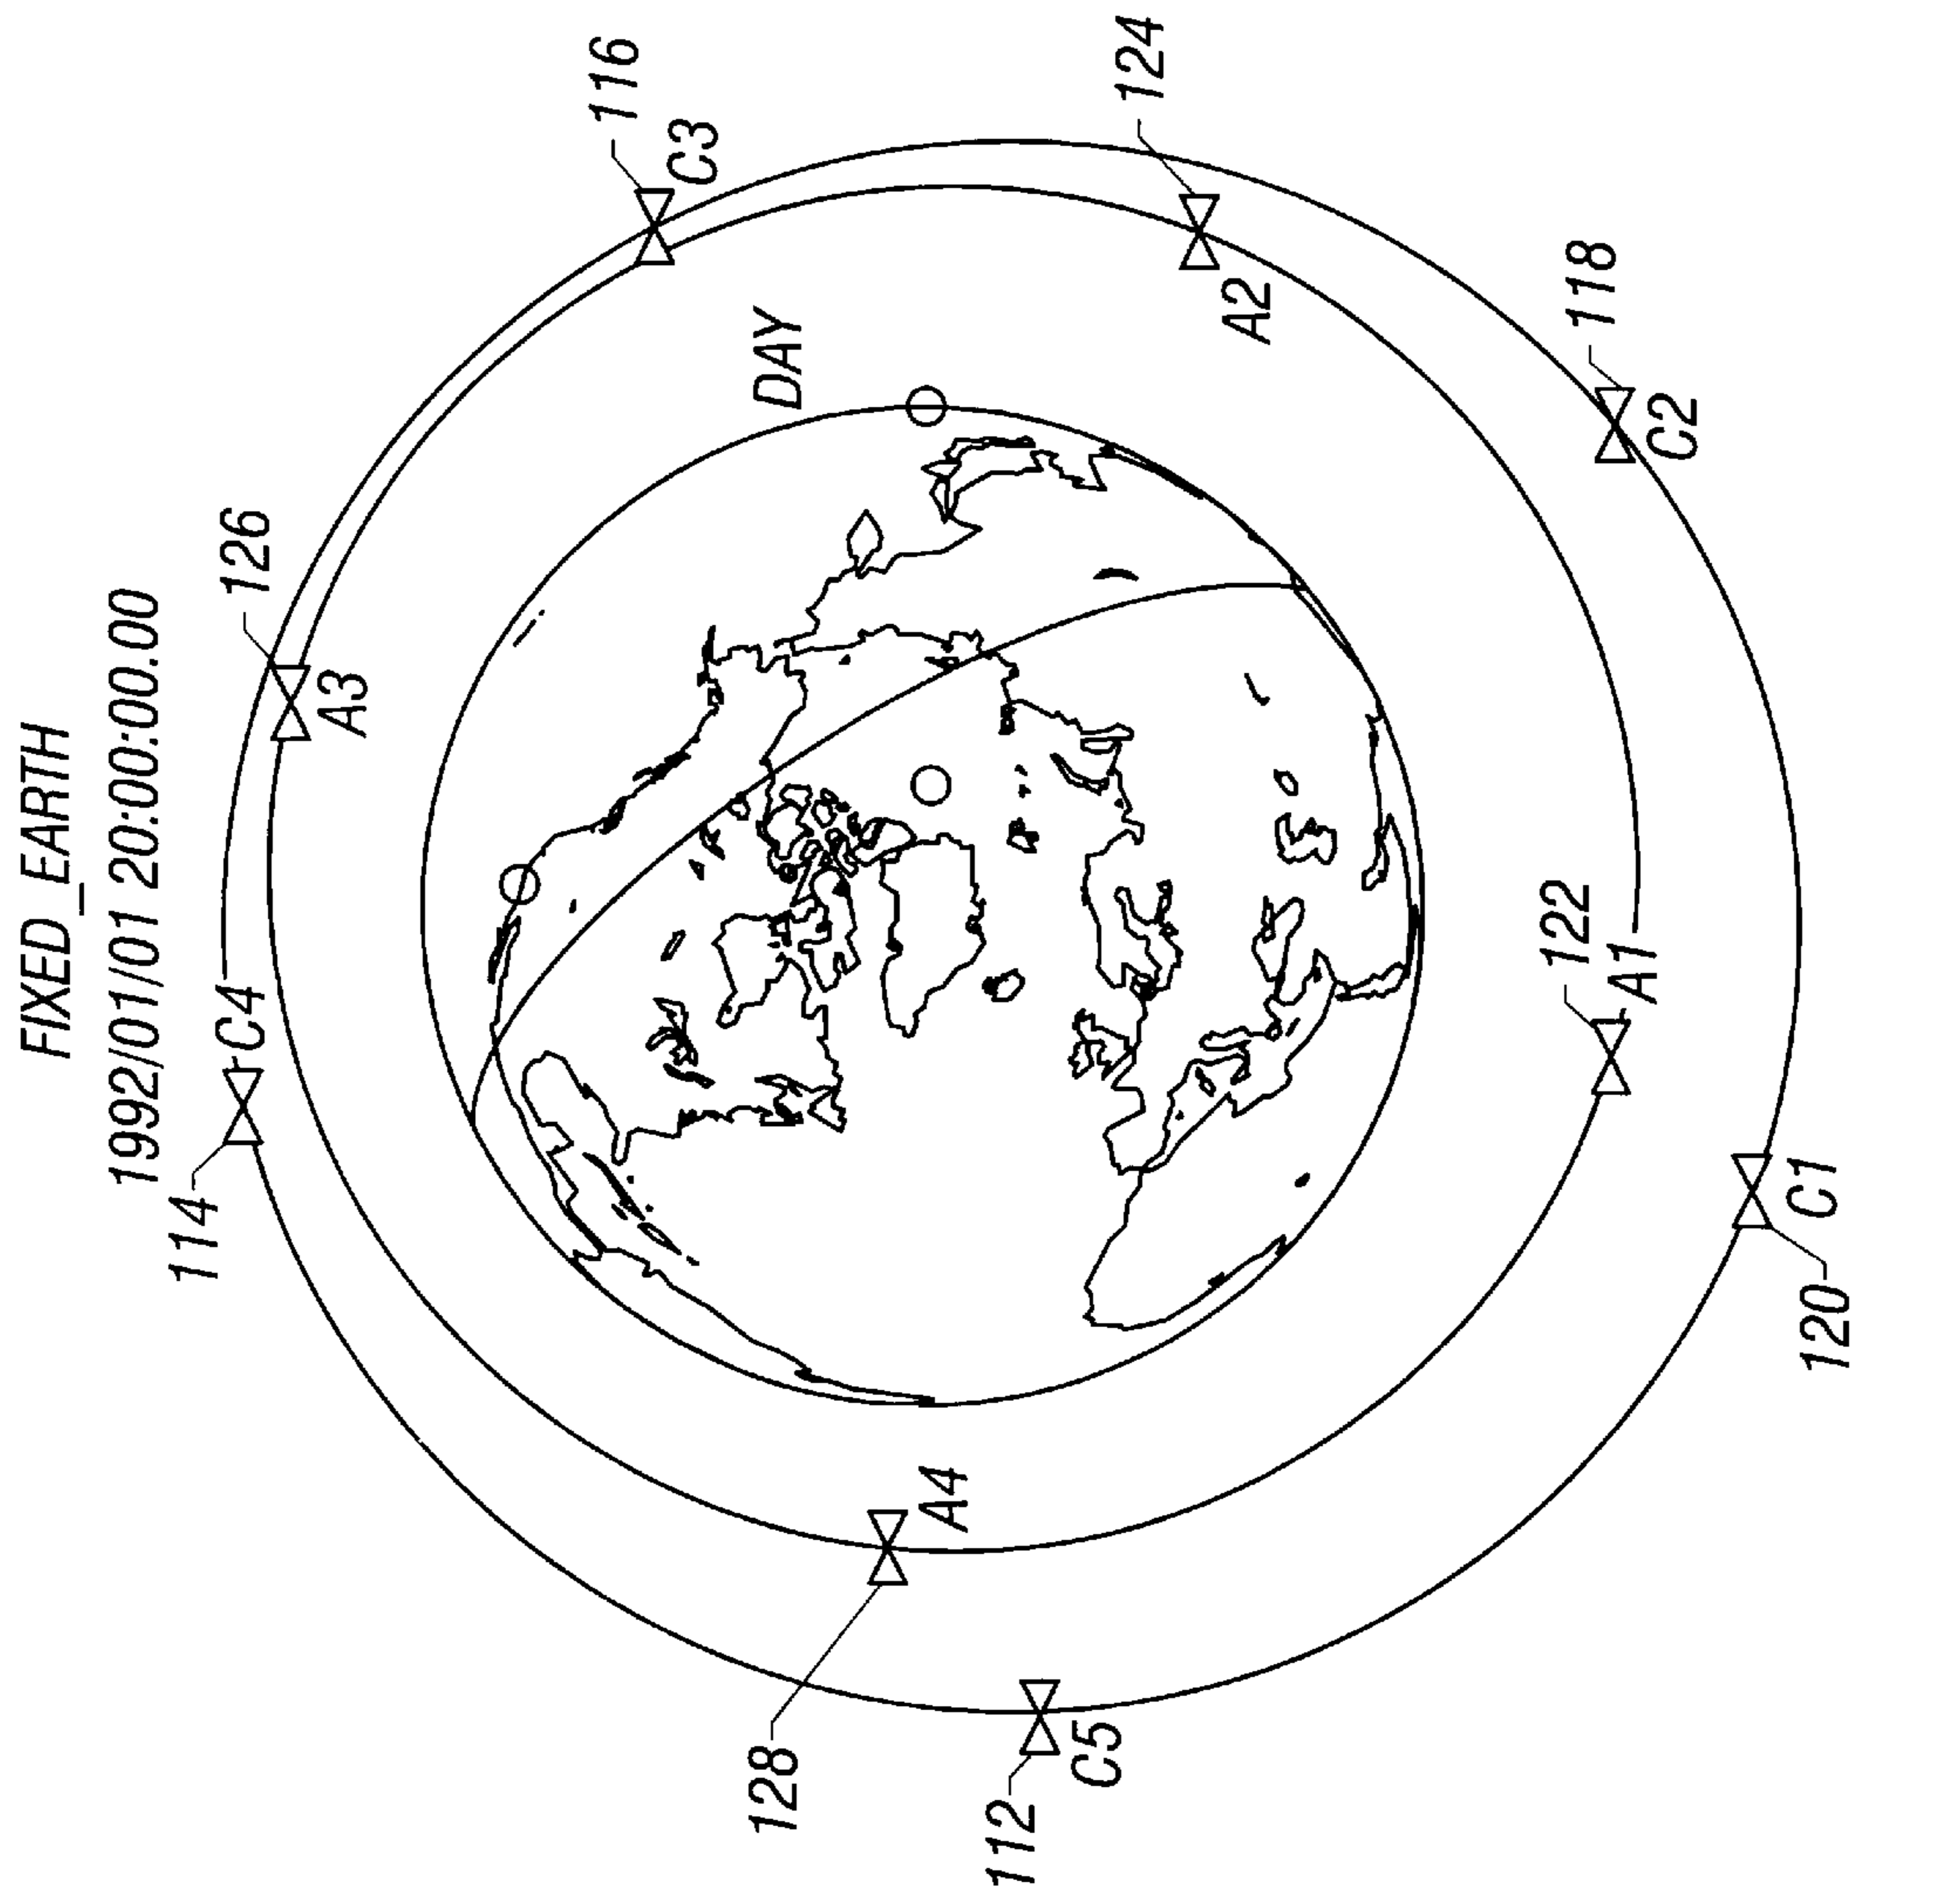 FIXED_EARTH
1992/01/01 20:00:00.00
114
C4
126
A3
116
C3
DAY
124
A2
118
C2
122
A1
120
C1
128
A4
112
C5